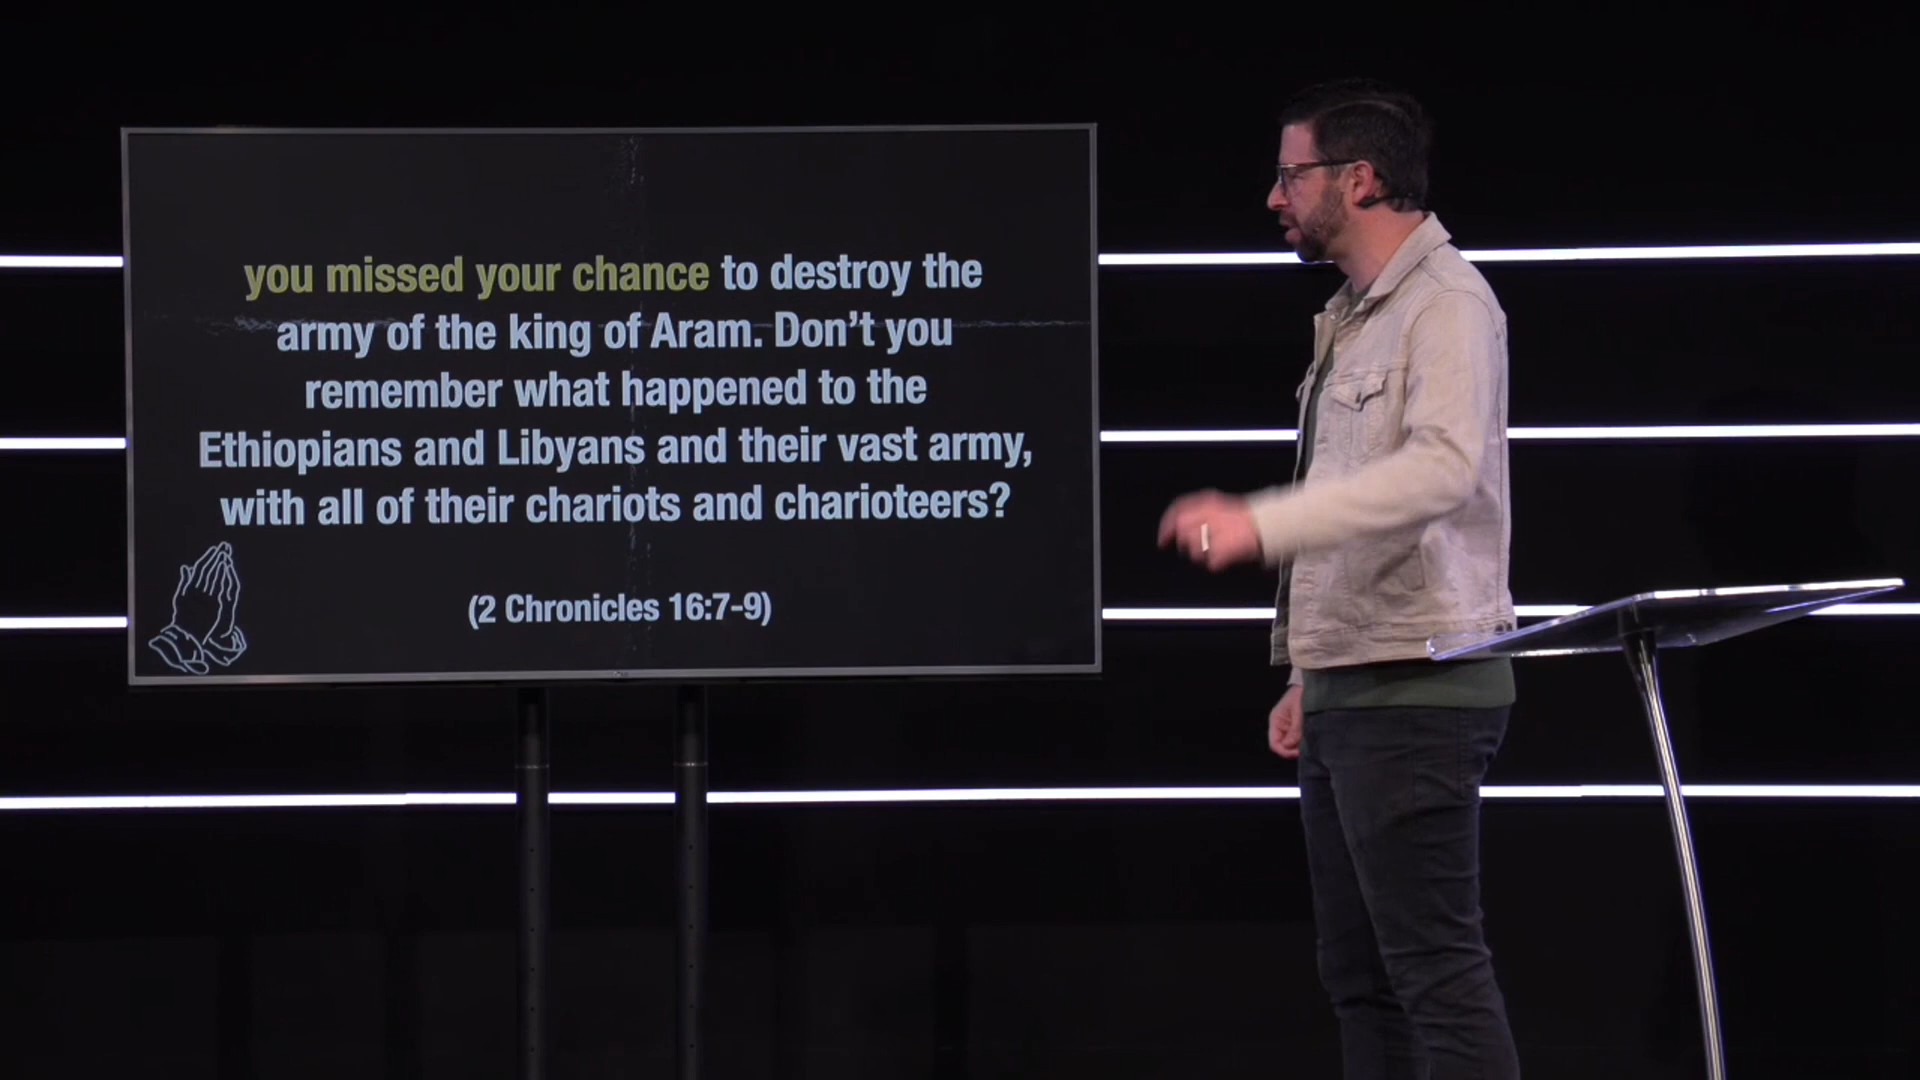 you missed your chance to destroy the
army of the king of Aram. Don’t you
remember what happened to the
Ethiopians and Libyans and their vast army,
with all of their chariots and charioteers?
(2 Chronicles 16:7-9)